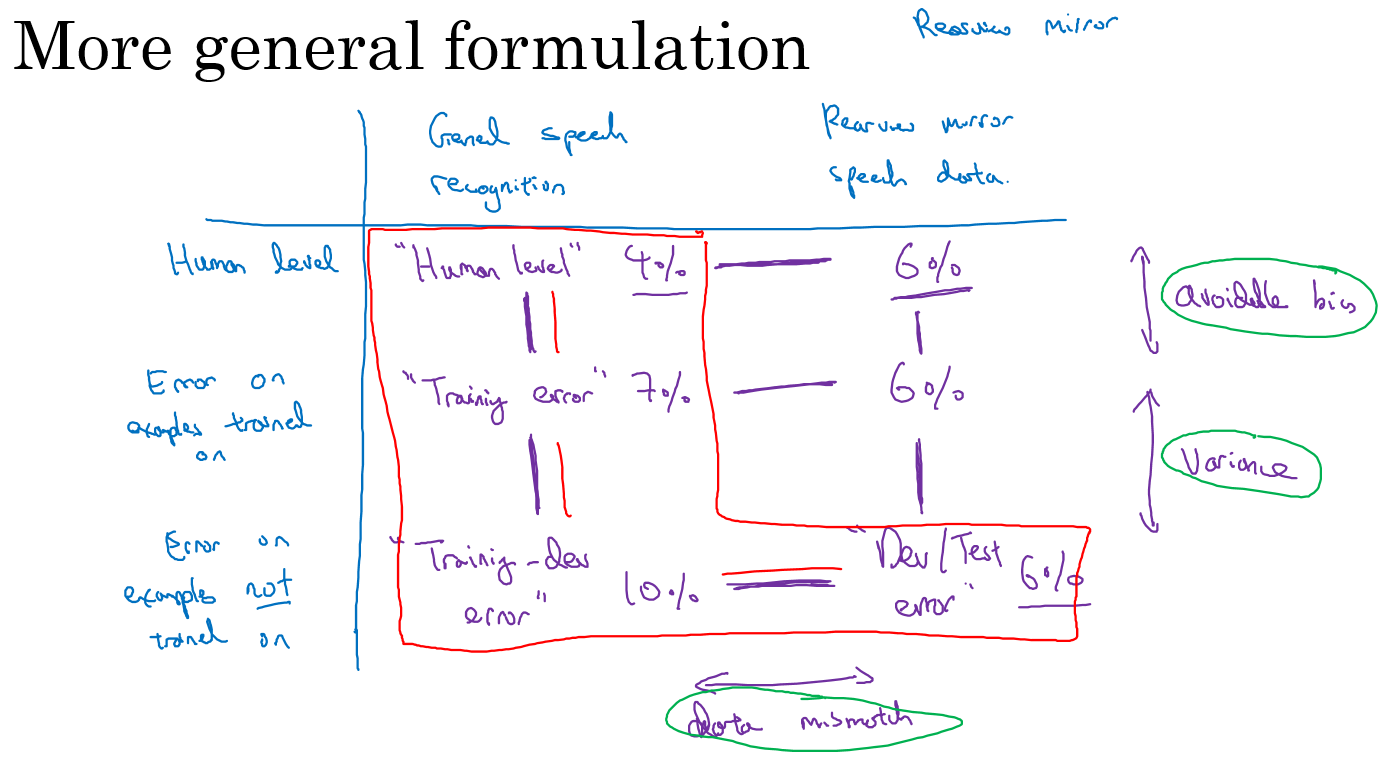 More general formulation
Rearview mirror
General speech
recognition
Rearview mirror
speech data.
Human level
"Human level" 4%
6%
avoidable bias
Error on
examples trained
on
"Training error" 7%
6%
Variance
Error on
examples not
trained on
"Training-dev
error"
10%
"Dev/Test
error"
6%
data mismatch